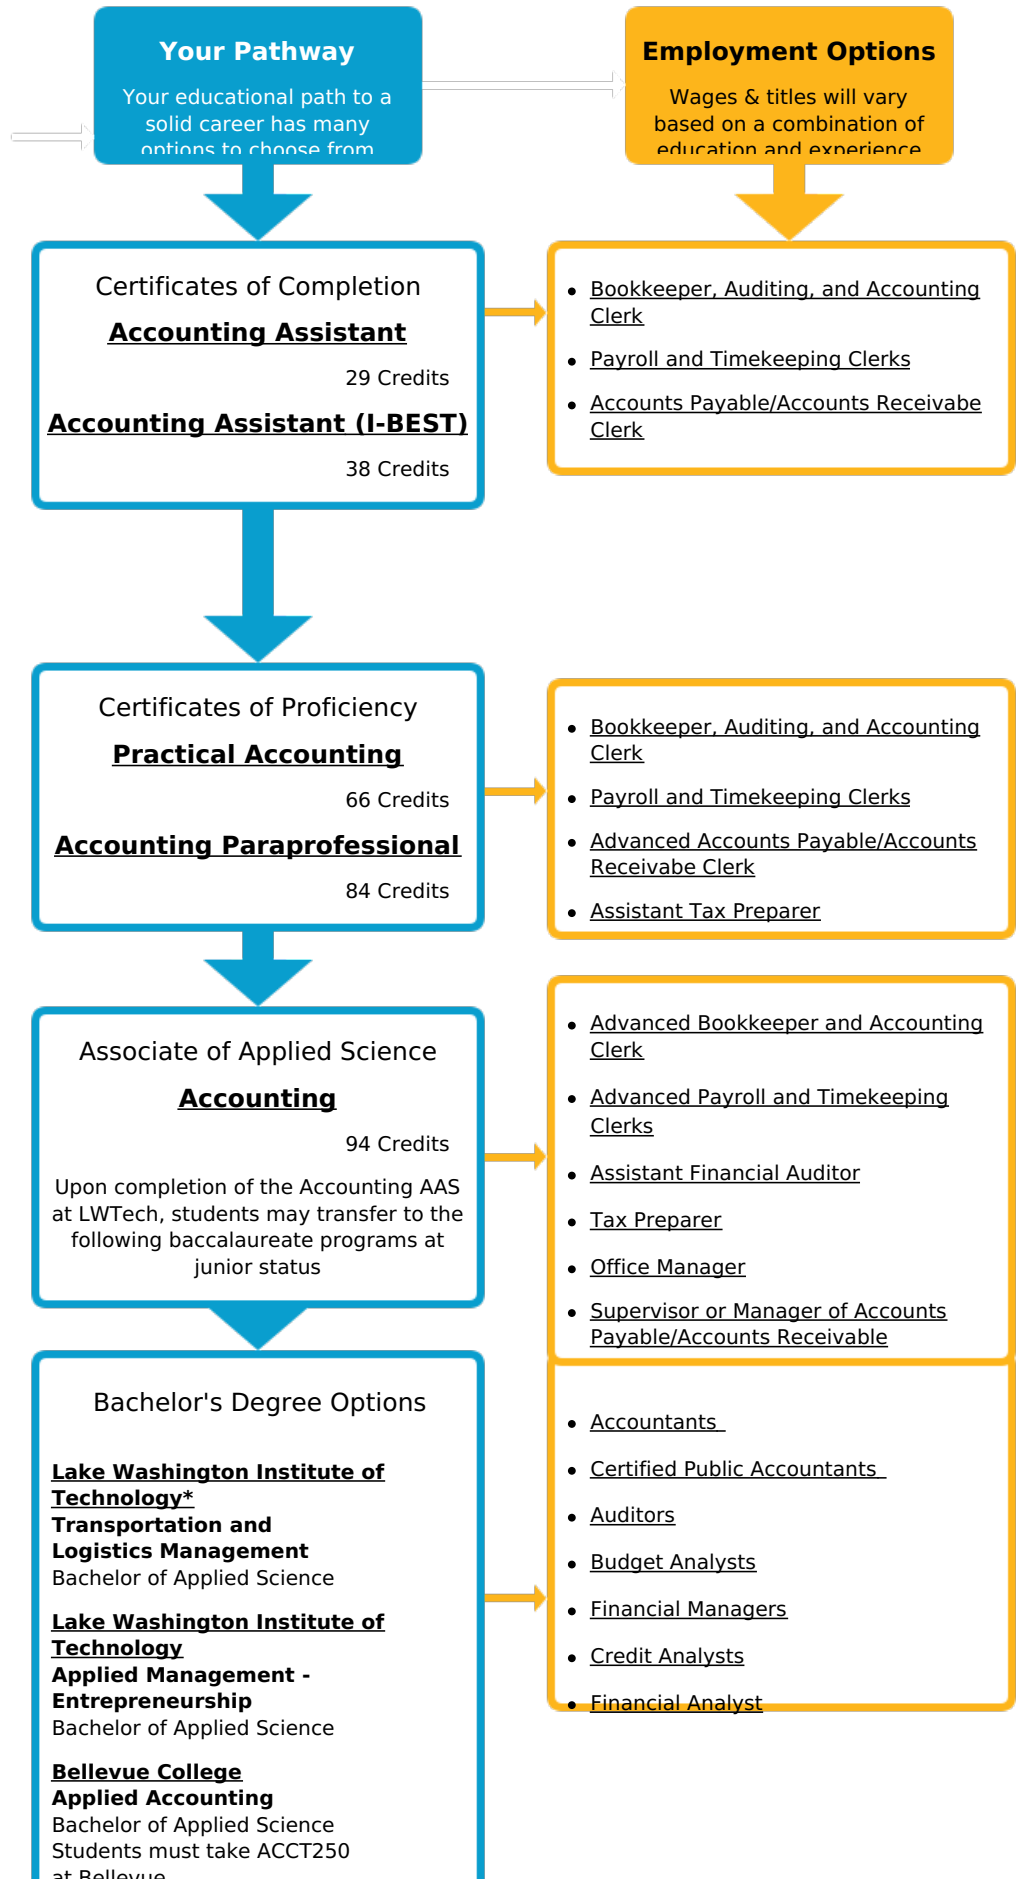 Your Pathway
Your educational path to a
solid career has many
options to choose from
Employment Options
Wages & titles will vary
based on a combination of
education and experience
Certificates of Completion
Accounting Assistant
29 Credits
Accounting Assistant (I-BEST)
38 Credits
• Bookkeeper, Auditing, and Accounting
Clerk
• Payroll and Timekeeping Clerks
• Accounts Payable/Accounts Receivabe
Clerk
Certificates of Proficiency
Practical Accounting
66 Credits
Accounting Paraprofessional
84 Credits
• Bookkeeper, Auditing, and Accounting
Clerk
• Payroll and Timekeeping Clerks
• Advanced Accounts Payable/Accounts
Receivabe Clerk
• Assistant Tax Preparer
Associate of Applied Science
Accounting
94 Credits
Upon completion of the Accounting AAS
at LWTech, students may transfer to the
following baccalaureate programs at
junior status
• Advanced Bookkeeper and Accounting
Clerk
• Advanced Payroll and Timekeeping
Clerks
• Assistant Financial Auditor
• Tax Preparer
• Office Manager
• Supervisor or Manager of Accounts
Payable/Accounts Receivable
Bachelor's Degree Options
Lake Washington Institute of
Technology*
Transportation and
Logistics Management
Bachelor of Applied Science
Lake Washington Institute of
Technology
Applied Management -
Entrepreneurship
Bachelor of Applied Science
Bellevue College
Applied Accounting
Bachelor of Applied Science
Students must take ACCT250
at Bellevue
• Accountants
• Certified Public Accountants
• Auditors
• Budget Analysts
• Financial Managers
• Credit Analysts
• Financial Analyst